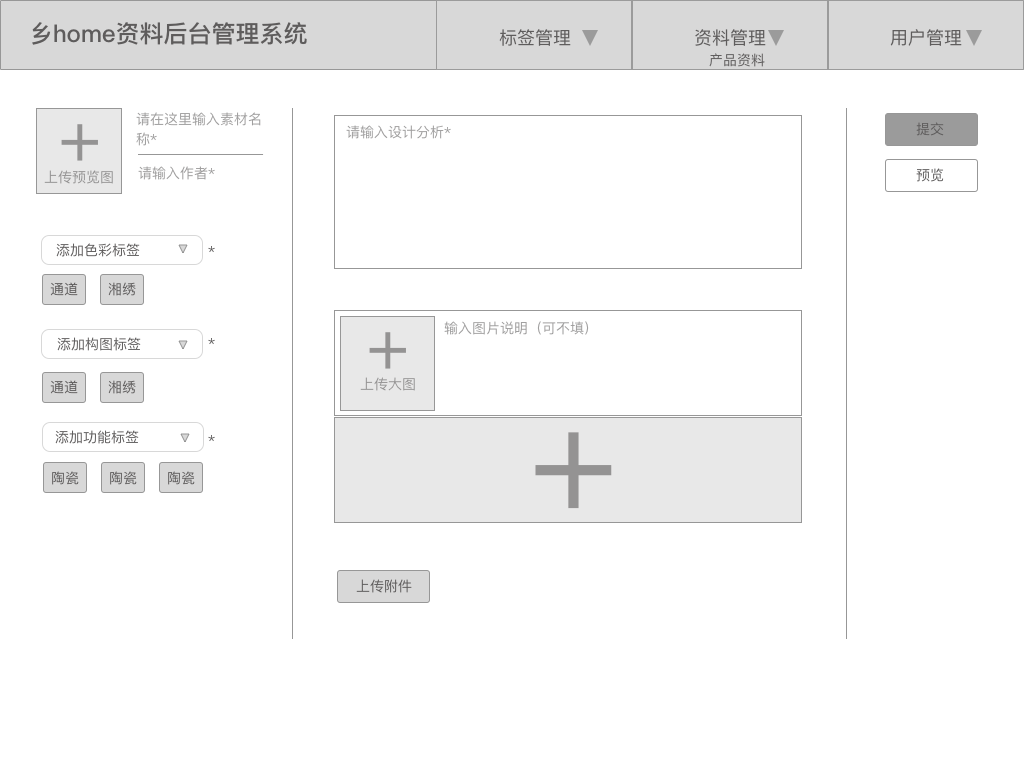 乡home资料后台管理系统
标签管理
资料管理
产品资料
用户管理
上传预览图
请在这里输入素材名
称*
请输入作者*
添加色彩标签
*
通道
湘绣
添加构图标签
*
通道
湘绣
添加功能标签
*
陶瓷
陶瓷
陶瓷
请输入设计分析*
上传大图
输入图片说明（可不填）
上传附件
提交
预览